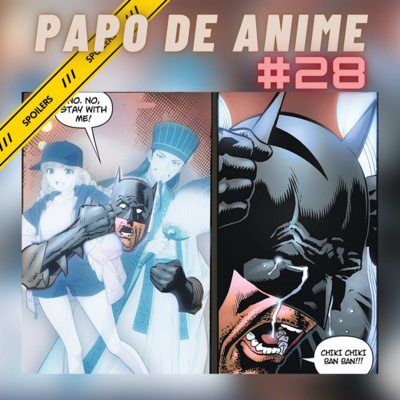 PAPO DE ANIME
#28
SPOILERS
SPOILERS
NO, NO,
STAY WITH
ME!
CHIKI CHIKI
BAN BAN!!!